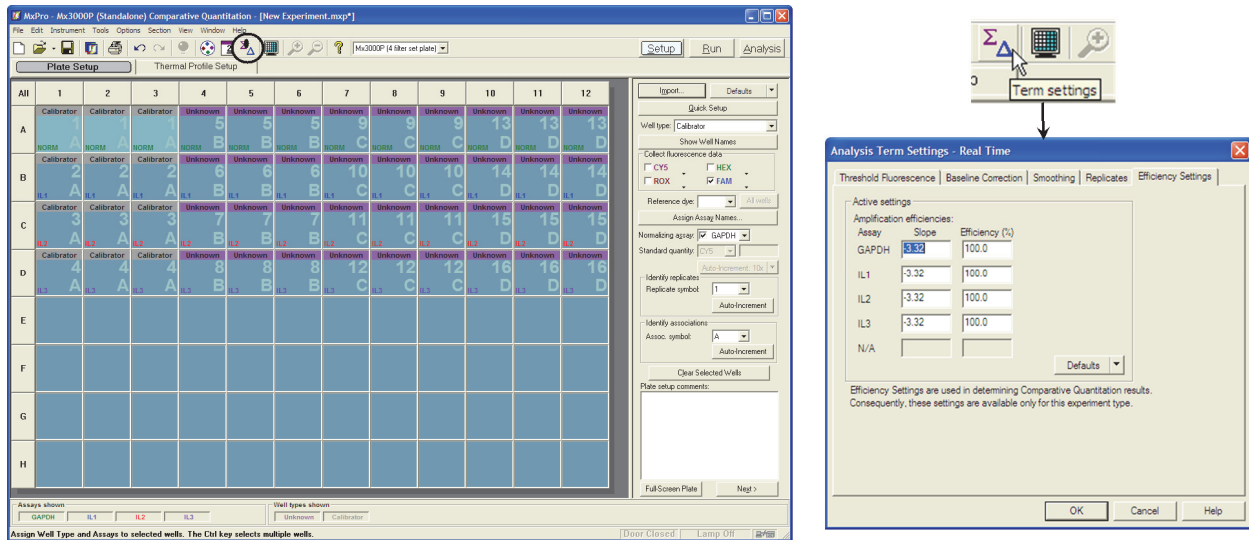 MxPro - Mx3000P (Standalone) Comparative Quantitation - [New Experiment.mxp*]
File Edit Instrument Tools Options Section View Window Help
Mx3000P (4 filter set plate)
Setup Run Analysis
Plate Setup Thermal Profile Setup
All 1 2 3 4 5 6 7 8 9 10 11 12
Calibrator Calibrator Calibrator Unknown Unknown Unknown Unknown Unknown Unknown Unknown Unknown Unknown
A 1 1 1 5 5 5 9 9 9 13 13 13
NORM A NORM A NORM A NORM B NORM B NORM B NORM C NORM C NORM C NORM D NORM D NORM D
Calibrator Calibrator Calibrator Unknown Unknown Unknown Unknown Unknown Unknown Unknown Unknown Unknown
B 2 2 2 6 6 6 10 10 10 14 14 14
IL1 A IL1 A IL1 A IL1 B IL1 B IL1 B IL1 C IL1 C IL1 C IL1 D IL1 D IL1 D
Calibrator Calibrator Calibrator Unknown Unknown Unknown Unknown Unknown Unknown Unknown Unknown Unknown
C 3 3 3 7 7 7 11 11 11 15 15 15
IL2 A IL2 A IL2 A IL2 B IL2 B IL2 B IL2 C IL2 C IL2 C IL2 D IL2 D IL2 D
Calibrator Calibrator Calibrator Unknown Unknown Unknown Unknown Unknown Unknown Unknown Unknown Unknown
D 4 4 4 8 8 8 12 12 12 16 16 16
IL3 A IL3 A IL3 A IL3 B IL3 B IL3 B IL3 C IL3 C IL3 C IL3 D IL3 D IL3 D
E
F
G
H
Import... Defaults
Quick Setup
Well type: Calibrator
Show Well Names
Collect fluorescence data
CY5 HEX
ROX FAM
Reference dye: All wells
Assign Assay Names...
Normalizing assay: GAPDH
Standard quantity: CY5
Auto-Increment: 10x
Identify replicates
Replicate symbol: 1
Auto-Increment
Identify associations
Assoc. symbol: A
Auto-Increment
Clear Selected Wells
Plate setup comments:
Full-Screen Plate Next >
Assays shown
GAPDH IL1 IL2 IL3
Well types shown
Unknown Calibrator
Assign Well Type and Assays to selected wells. The Ctrl key selects multiple wells.
Door Closed Lamp Off
Σ Δ
Term settings
Analysis Term Settings - Real Time
Threshold Fluorescence Baseline Correction Smoothing Replicates Efficiency Settings
Active settings
Amplification efficiencies:
Assay Slope Efficiency (%)
GAPDH -3.32 100.0
IL1 -3.32 100.0
IL2 -3.32 100.0
IL3 -3.32 100.0
N/A
Defaults
Efficiency Settings are used in determining Comparative Quantitation results.
Consequently, these settings are available only for this experiment type.
OK Cancel Help